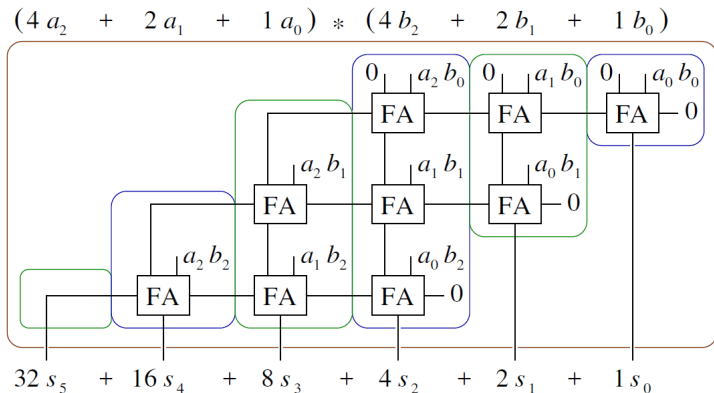 (4 a₂ + 2 a₁ + 1 a₀) * (4 b₂ + 2 b₁ + 1 b₀)
0 a₂ b₀ 0 a₁ b₀ 0 a₀ b₀
FA FA FA 0
a₂ b₁ a₁ b₁ a₀ b₁
FA FA FA 0
a₂ b₂ a₁ b₂ a₀ b₂
FA FA FA 0
32 s₅ + 16 s₄ + 8 s₃ + 4 s₂ + 2 s₁ + 1 s₀